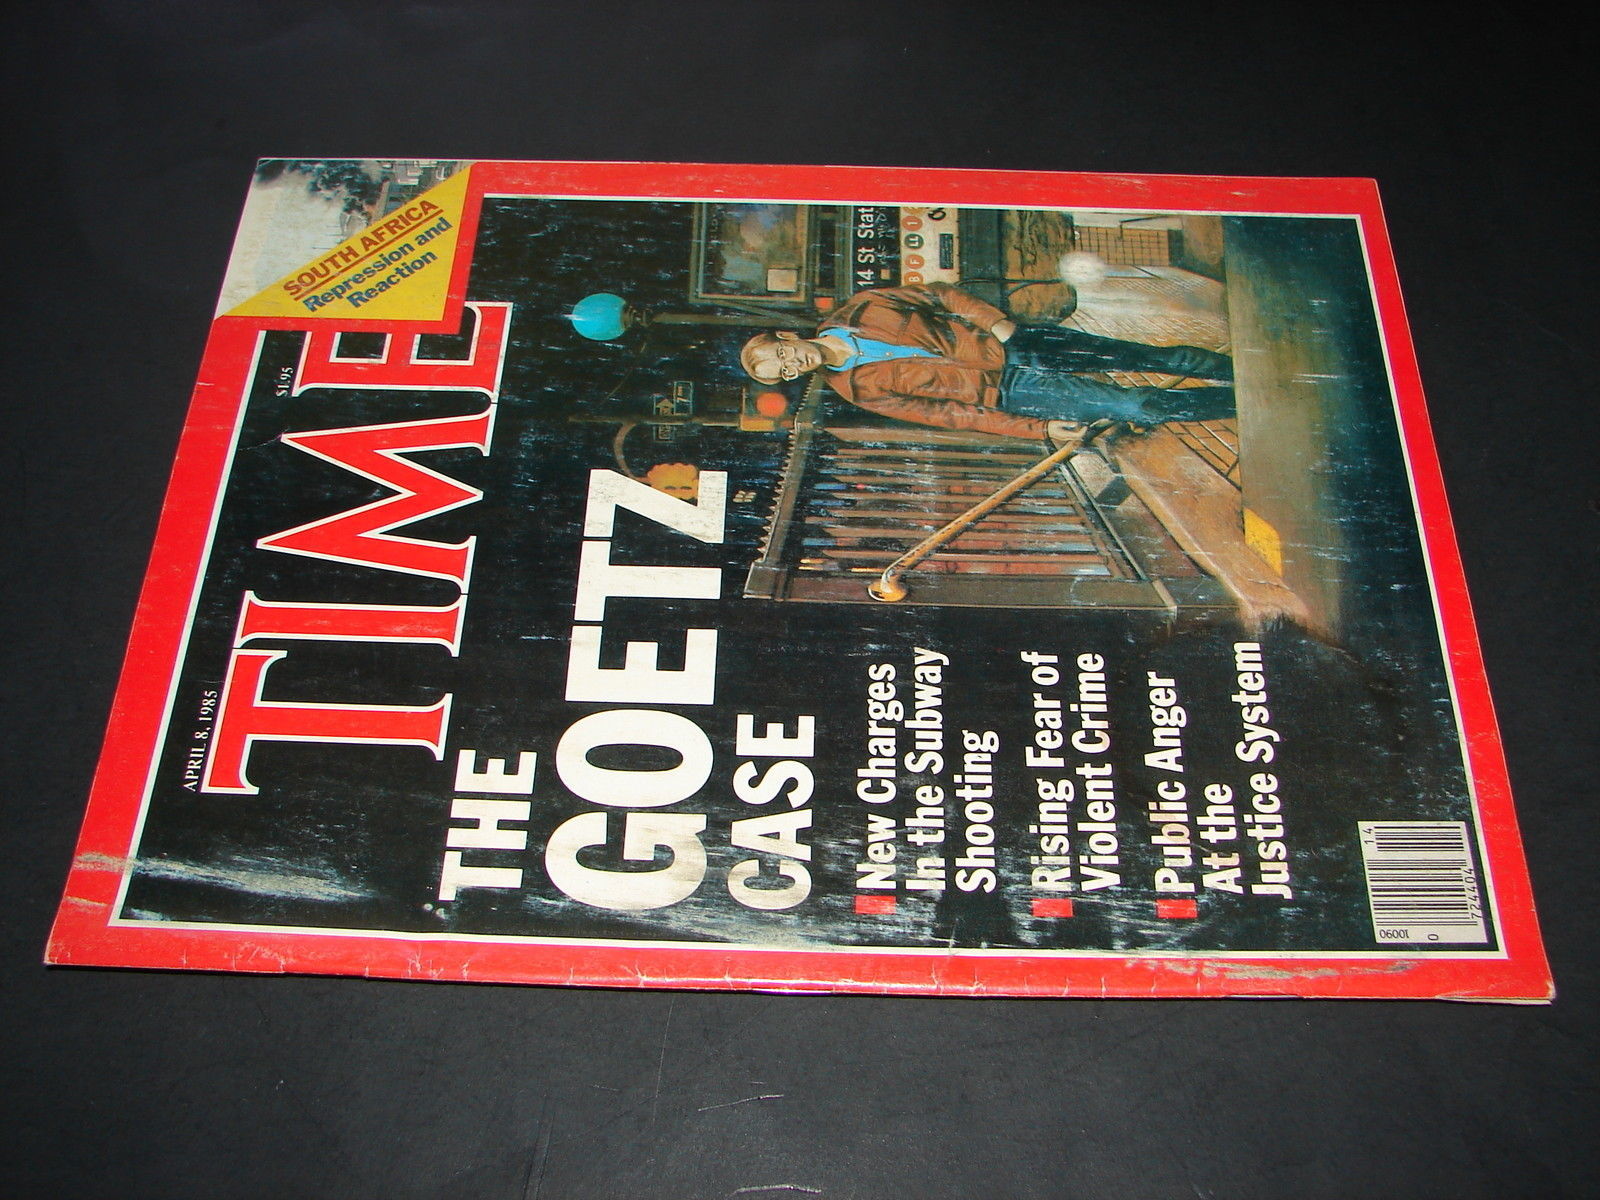 APRIL 8, 1985
$1.95
TIME
SOUTH AFRICA
Repression and
Reaction
THE
GOETZ
CASE
New Charges
In the Subway
Shooting
Rising Fear of
Violent Crime
Public Anger
At the
Justice System
14 St Stat
B F LL
14
10090
0
724404